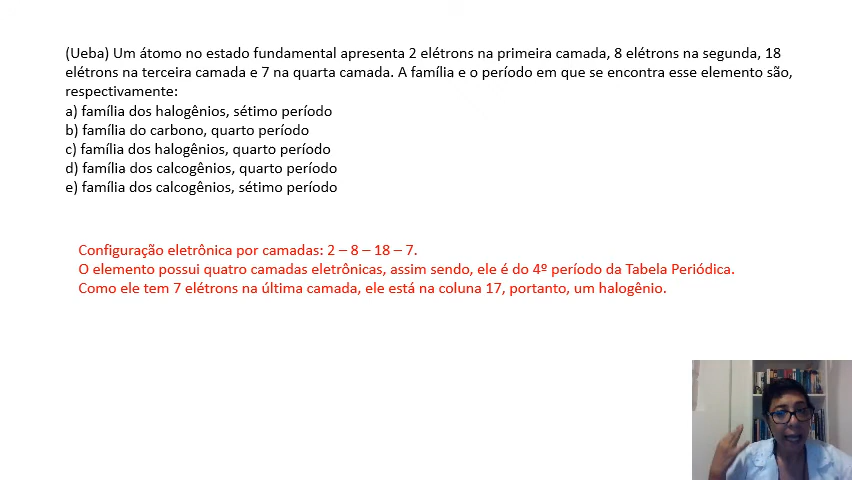 (Ueba) Um átomo no estado fundamental apresenta 2 elétrons na primeira camada, 8 elétrons na segunda, 18
elétrons na terceira camada e 7 na quarta camada. A família e o período em que se encontra esse elemento são,
respectivamente:
a) família dos halogênios, sétimo período
b) família do carbono, quarto período
c) família dos halogênios, quarto período
d) família dos calcogênios, quarto período
e) família dos calcogênios, sétimo período
Configuração eletrônica por camadas: 2 – 8 – 18 – 7.
O elemento possui quatro camadas eletrônicas, assim sendo, ele é do 4º período da Tabela Periódica.
Como ele tem 7 elétrons na última camada, ele está na coluna 17, portanto, um halogênio.